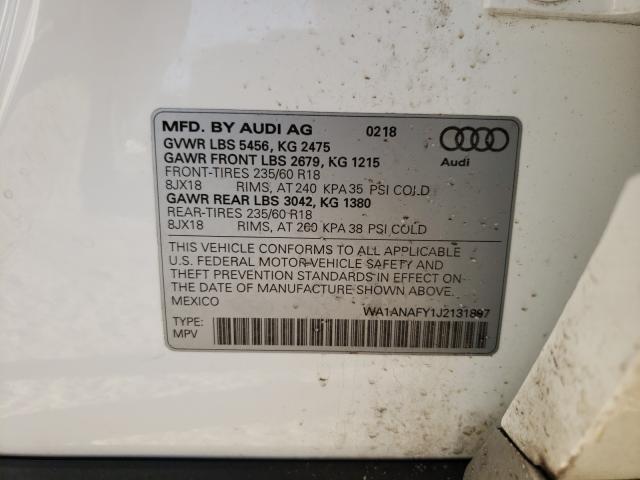 MFD. BY AUDI AG 0218
GVWR LBS 5456, KG 2475
GAWR FRONT LBS 2679, KG 1215
FRONT-TIRES 235/60 R18
8JX18 RIMS, AT 240 KPA 35 PSI COLD
GAWR REAR LBS 3042, KG 1380
REAR-TIRES 235/60 R18
8JX18 RIMS, AT 260 KPA 38 PSI COLD
Audi
THIS VEHICLE CONFORMS TO ALL APPLICABLE
U.S. FEDERAL MOTOR-VEHICLE SAFETY AND
THEFT PREVENTION STANDARDS IN EFFECT ON
THE DATE OF MANUFACTURE SHOWN ABOVE.
MEXICO
WA1ANAFY1J2131897
TYPE:
MPV